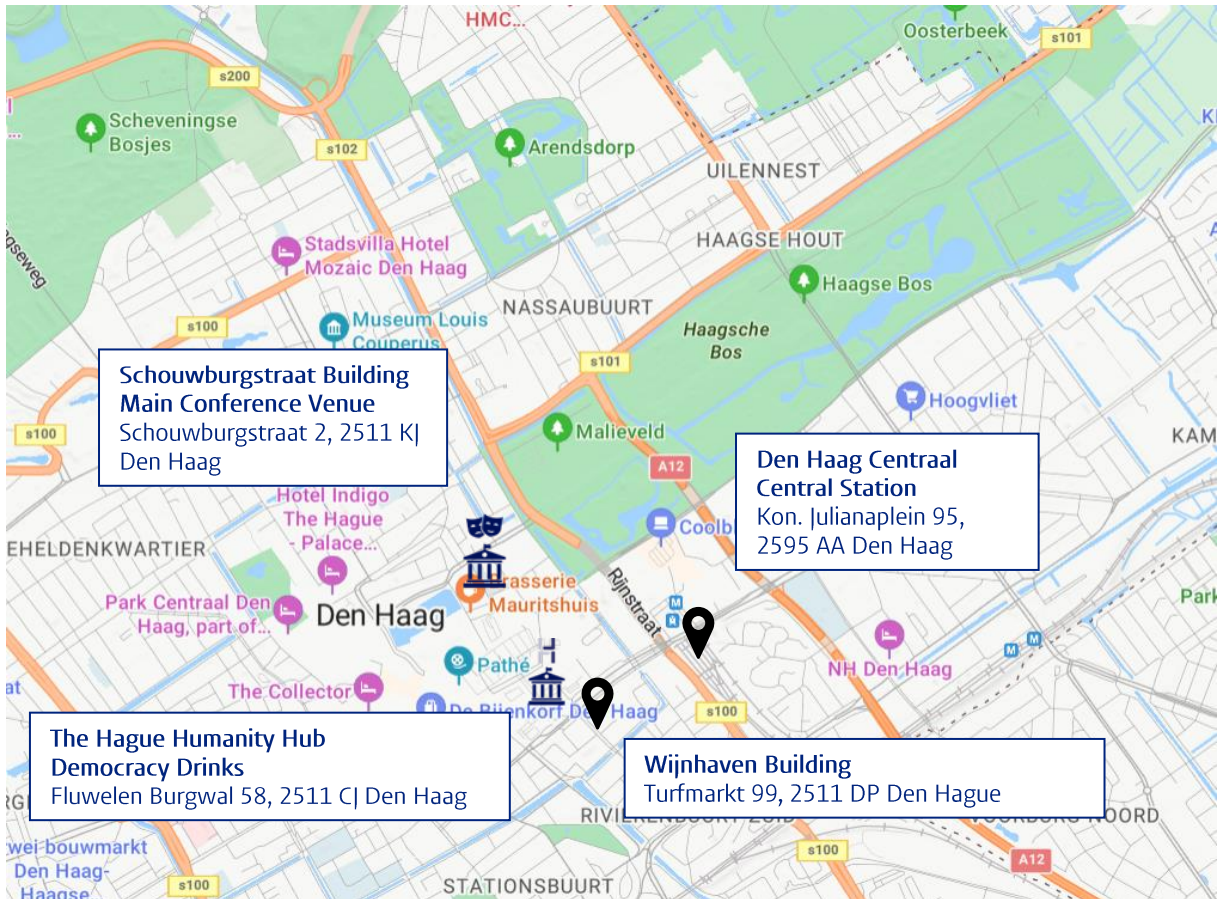 HMC...
Oosterbeek
s101
s200
Scheveningse
Bosjes
s102
Arendsdorp
UILENNEST
Stadsvilla Hotel
Mozaic Den Haag
HAAGSE HOUT
Haagse Bos
NASSAUBUURT
s100
Museum Louis
Couperus
Haagsche
Bos
s101
Schouwburgstraat Building
Main Conference Venue
Schouwburgstraat 2, 2511 KJ
Den Haag
Hoogvliet
s100
Malieveld
KAM
A12
Den Haag Centraal
Central Station
Kon. Julianaplein 95,
2595 AA Den Haag
Hotel Indigo
The Hague
- Palace...
Coolb
EHELDENKWARTIER
Brasserie
Mauritshuis
Rijnstraat
Park Centraal Den
Haag, part of...
Den Haag
M
M
M
Park
NH Den Haag
Pathé
at
The Collector
De Bijenkorf Den Haag
s100
The Hague Humanity Hub
Democracy Drinks
Fluwelen Burgwal 58, 2511 CJ Den Haag
Wijnhaven Building
Turfmarkt 99, 2511 DP Den Hague
RIVIERENBUURT ZUID
VOORBURG NOORD
wei bouwmarkt
Den Haag-
Haagse
s100
s100
A12
STATIONSBUURT